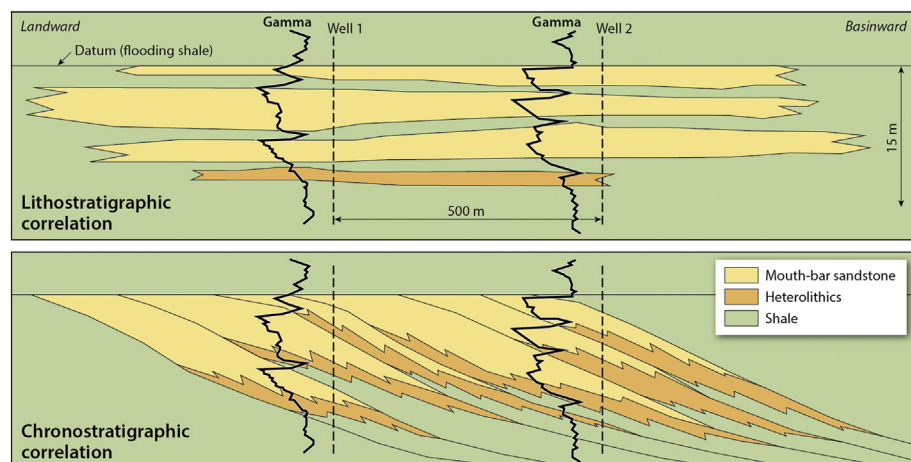 Landward
Gamma
Well 1
Gamma
Well 2
Basinward
Datum (flooding shale)
15 m
500 m
Lithostratigraphic
correlation
Mouth-bar sandstone
Heterolithics
Shale
Chronostratigraphic
correlation